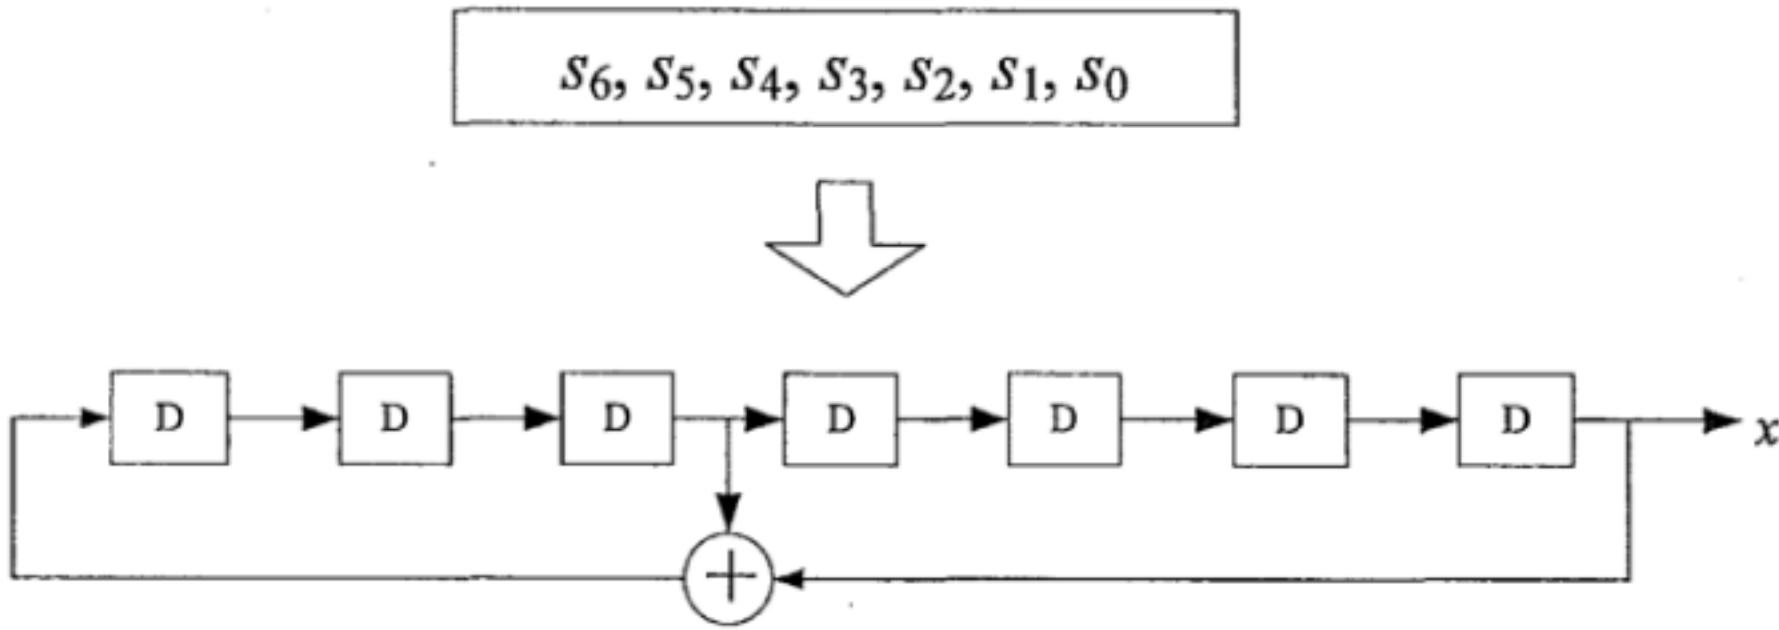 s₆, s₅, s₄, s₃, s₂, s₁, s₀
D D D D D D D x
+